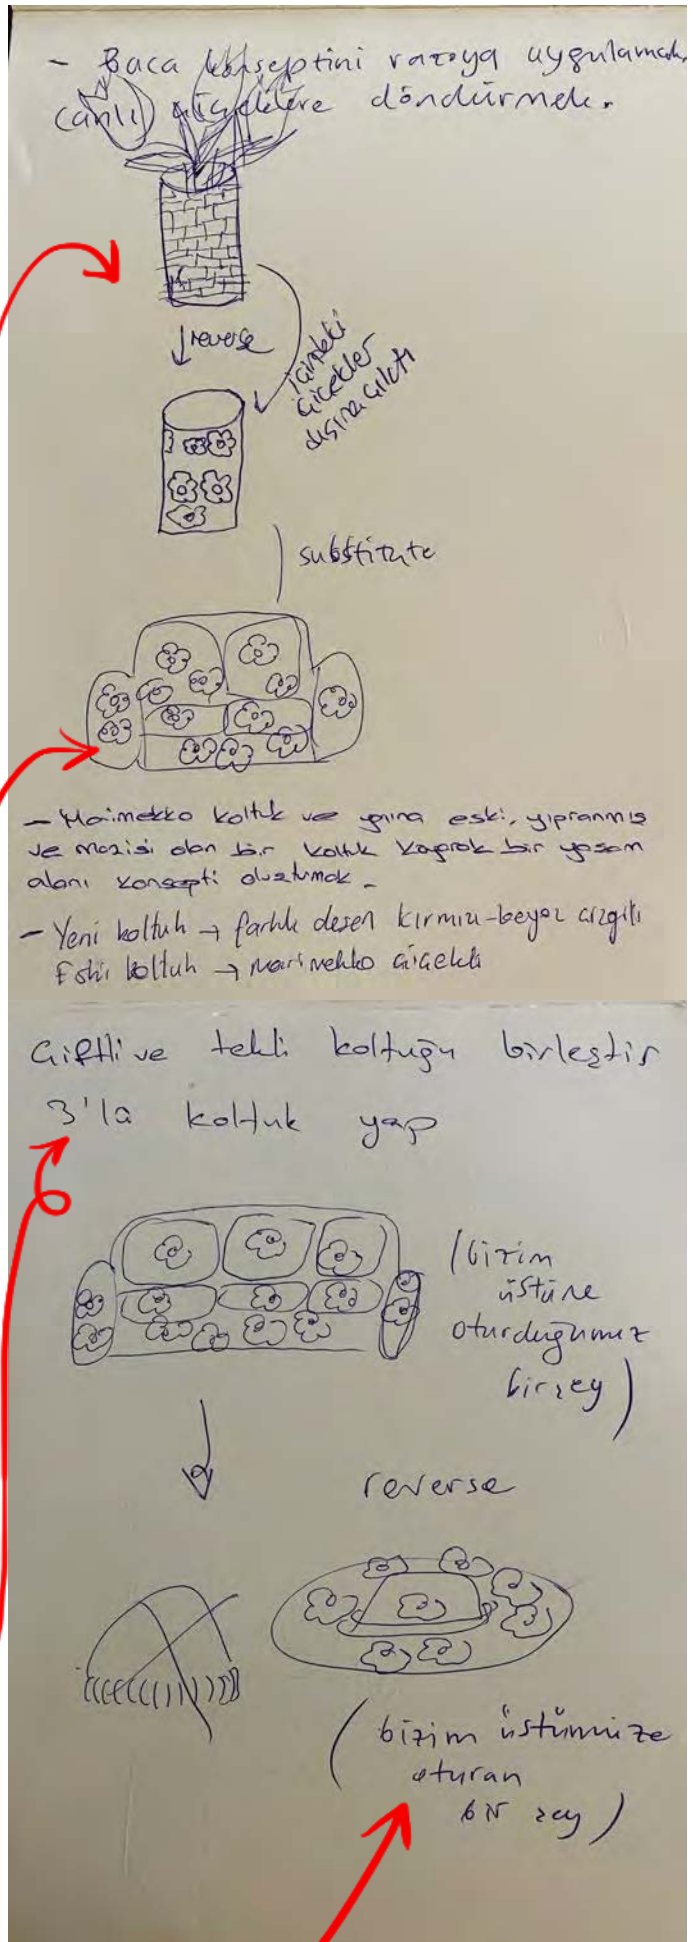 - Baca konseptini vazoya uygulamak,
canlı çiçeklere döndürmek.
↓ reverse
içindeki
çiçekler
dışına çıktı
substitute
- Marimekko koltuk ve yanına eski, yıpranmış
ve mazisi olan bir koltuk koyarak bir yaşam
alanı konsepti oluşturmak.
- Yeni koltuk → farklı desen kırmızı-beyaz çizgili
Eski koltuk → marimekko çiçekli
Çiftli ve tekli koltuğu birleştir
3'lü koltuk yap
(bizim
üstüne
oturduğumuz
birşey)
reverse
(bizim üstümüze
oturan
bir şey)